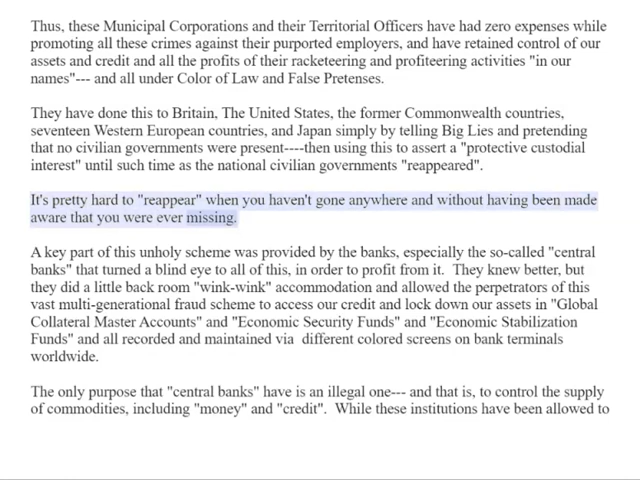 Thus, these Municipal Corporations and their Territorial Officers have had zero expenses while
promoting all these crimes against their purported employers, and have retained control of our
assets and credit and all the profits of their racketeering and profiteering activities "in our
names"--- and all under Color of Law and False Pretenses.
They have done this to Britain, The United States, the former Commonwealth countries,
seventeen Western European countries, and Japan simply by telling Big Lies and pretending
that no civilian governments were present----then using this to assert a "protective custodial
interest" until such time as the national civilian governments "reappeared".
It's pretty hard to "reappear" when you haven't gone anywhere and without having been made
aware that you were ever missing.
A key part of this unholy scheme was provided by the banks, especially the so-called "central
banks" that turned a blind eye to all of this, in order to profit from it.  They knew better, but
they did a little back room "wink-wink" accommodation and allowed the perpetrators of this
vast multi-generational fraud scheme to access our credit and lock down our assets in "Global
Collateral Master Accounts" and "Economic Security Funds" and "Economic Stabilization
Funds" and all recorded and maintained via  different colored screens on bank terminals
worldwide.
The only purpose that "central banks" have is an illegal one--- and that is, to control the supply
of commodities, including "money" and "credit".  While these institutions have been allowed to